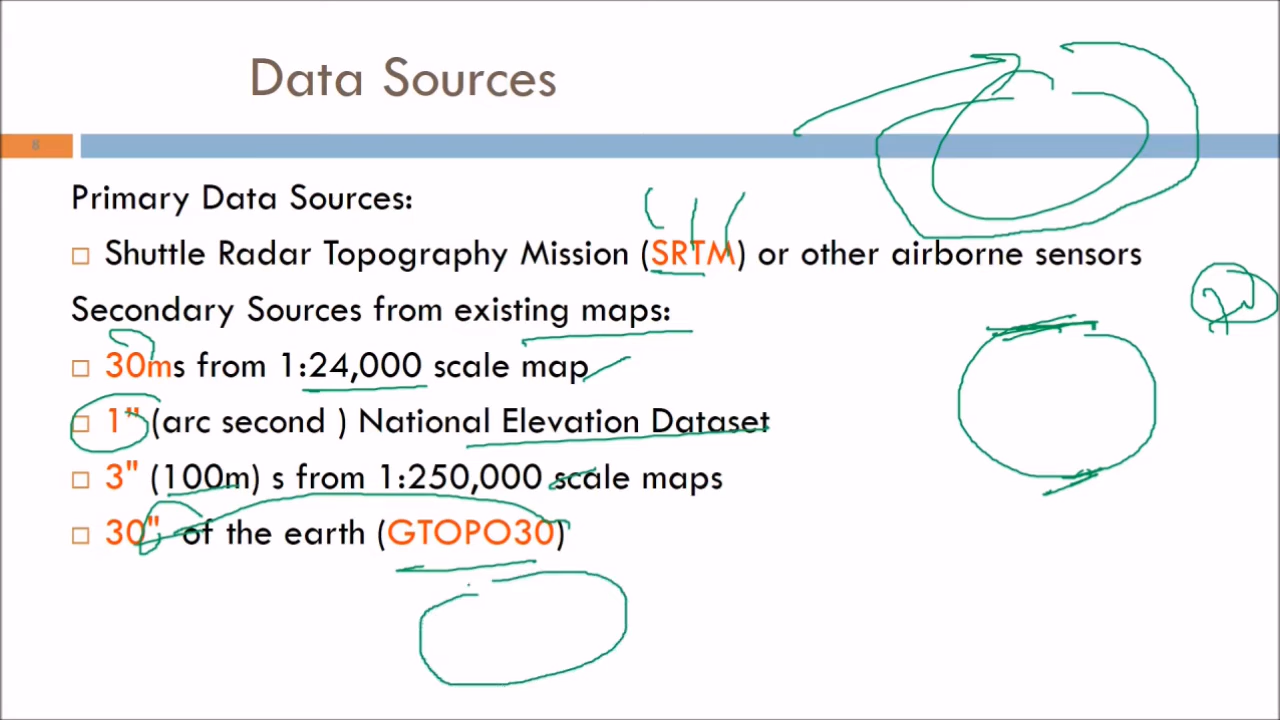 Data Sources
8
Primary Data Sources:
Shuttle Radar Topography Mission (SRTM) or other airborne sensors
Secondary Sources from existing maps:
30ms from 1:24,000 scale map
1" (arc second ) National Elevation Dataset
3" (100m) s from 1:250,000 scale maps
30" of the earth (GTOPO30)